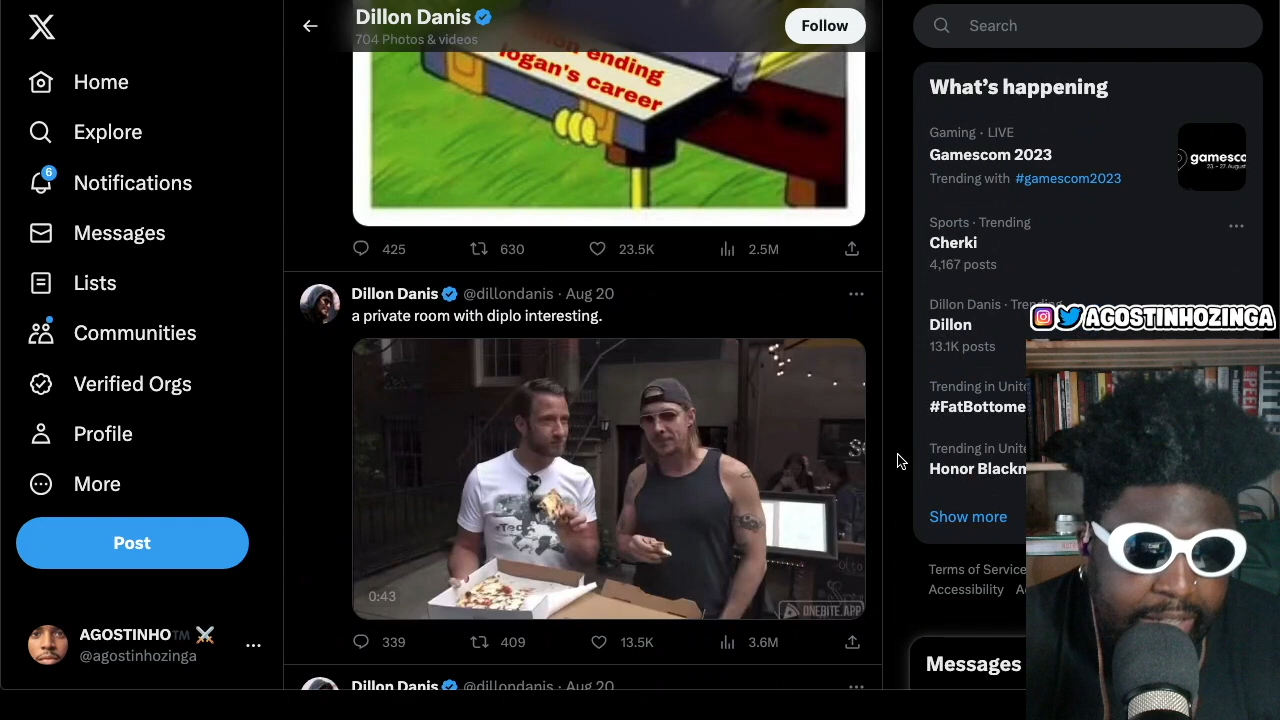 Dillon Danis
704 Photos & videos
Follow
ending
logan's career
425
630
23.5K
2.5M
Dillon Danis @dillondanis · Aug 20
a private room with diplo interesting.
0:43
ONEBITE.APP
339
409
13.5K
3.6M
Dillon Danis @dillondanis · Aug 20
Home
Explore
6
Notifications
Messages
Lists
Communities
Verified Orgs
Profile
More
Post
AGOSTINHO™
@agostinhozinga
Search
What's happening
Gaming · LIVE
Gamescom 2023
Trending with #gamescom2023
gamesco
Sports · Trending
Cherki
4,167 posts
Dillon Danis · Trending
Dillon
13.1K posts
Trending in Unite
#FatBottome
Trending in Unite
Honor Blackm
Show more
Terms of Service
Accessibility
Messages
AGOSTINHOZINGA